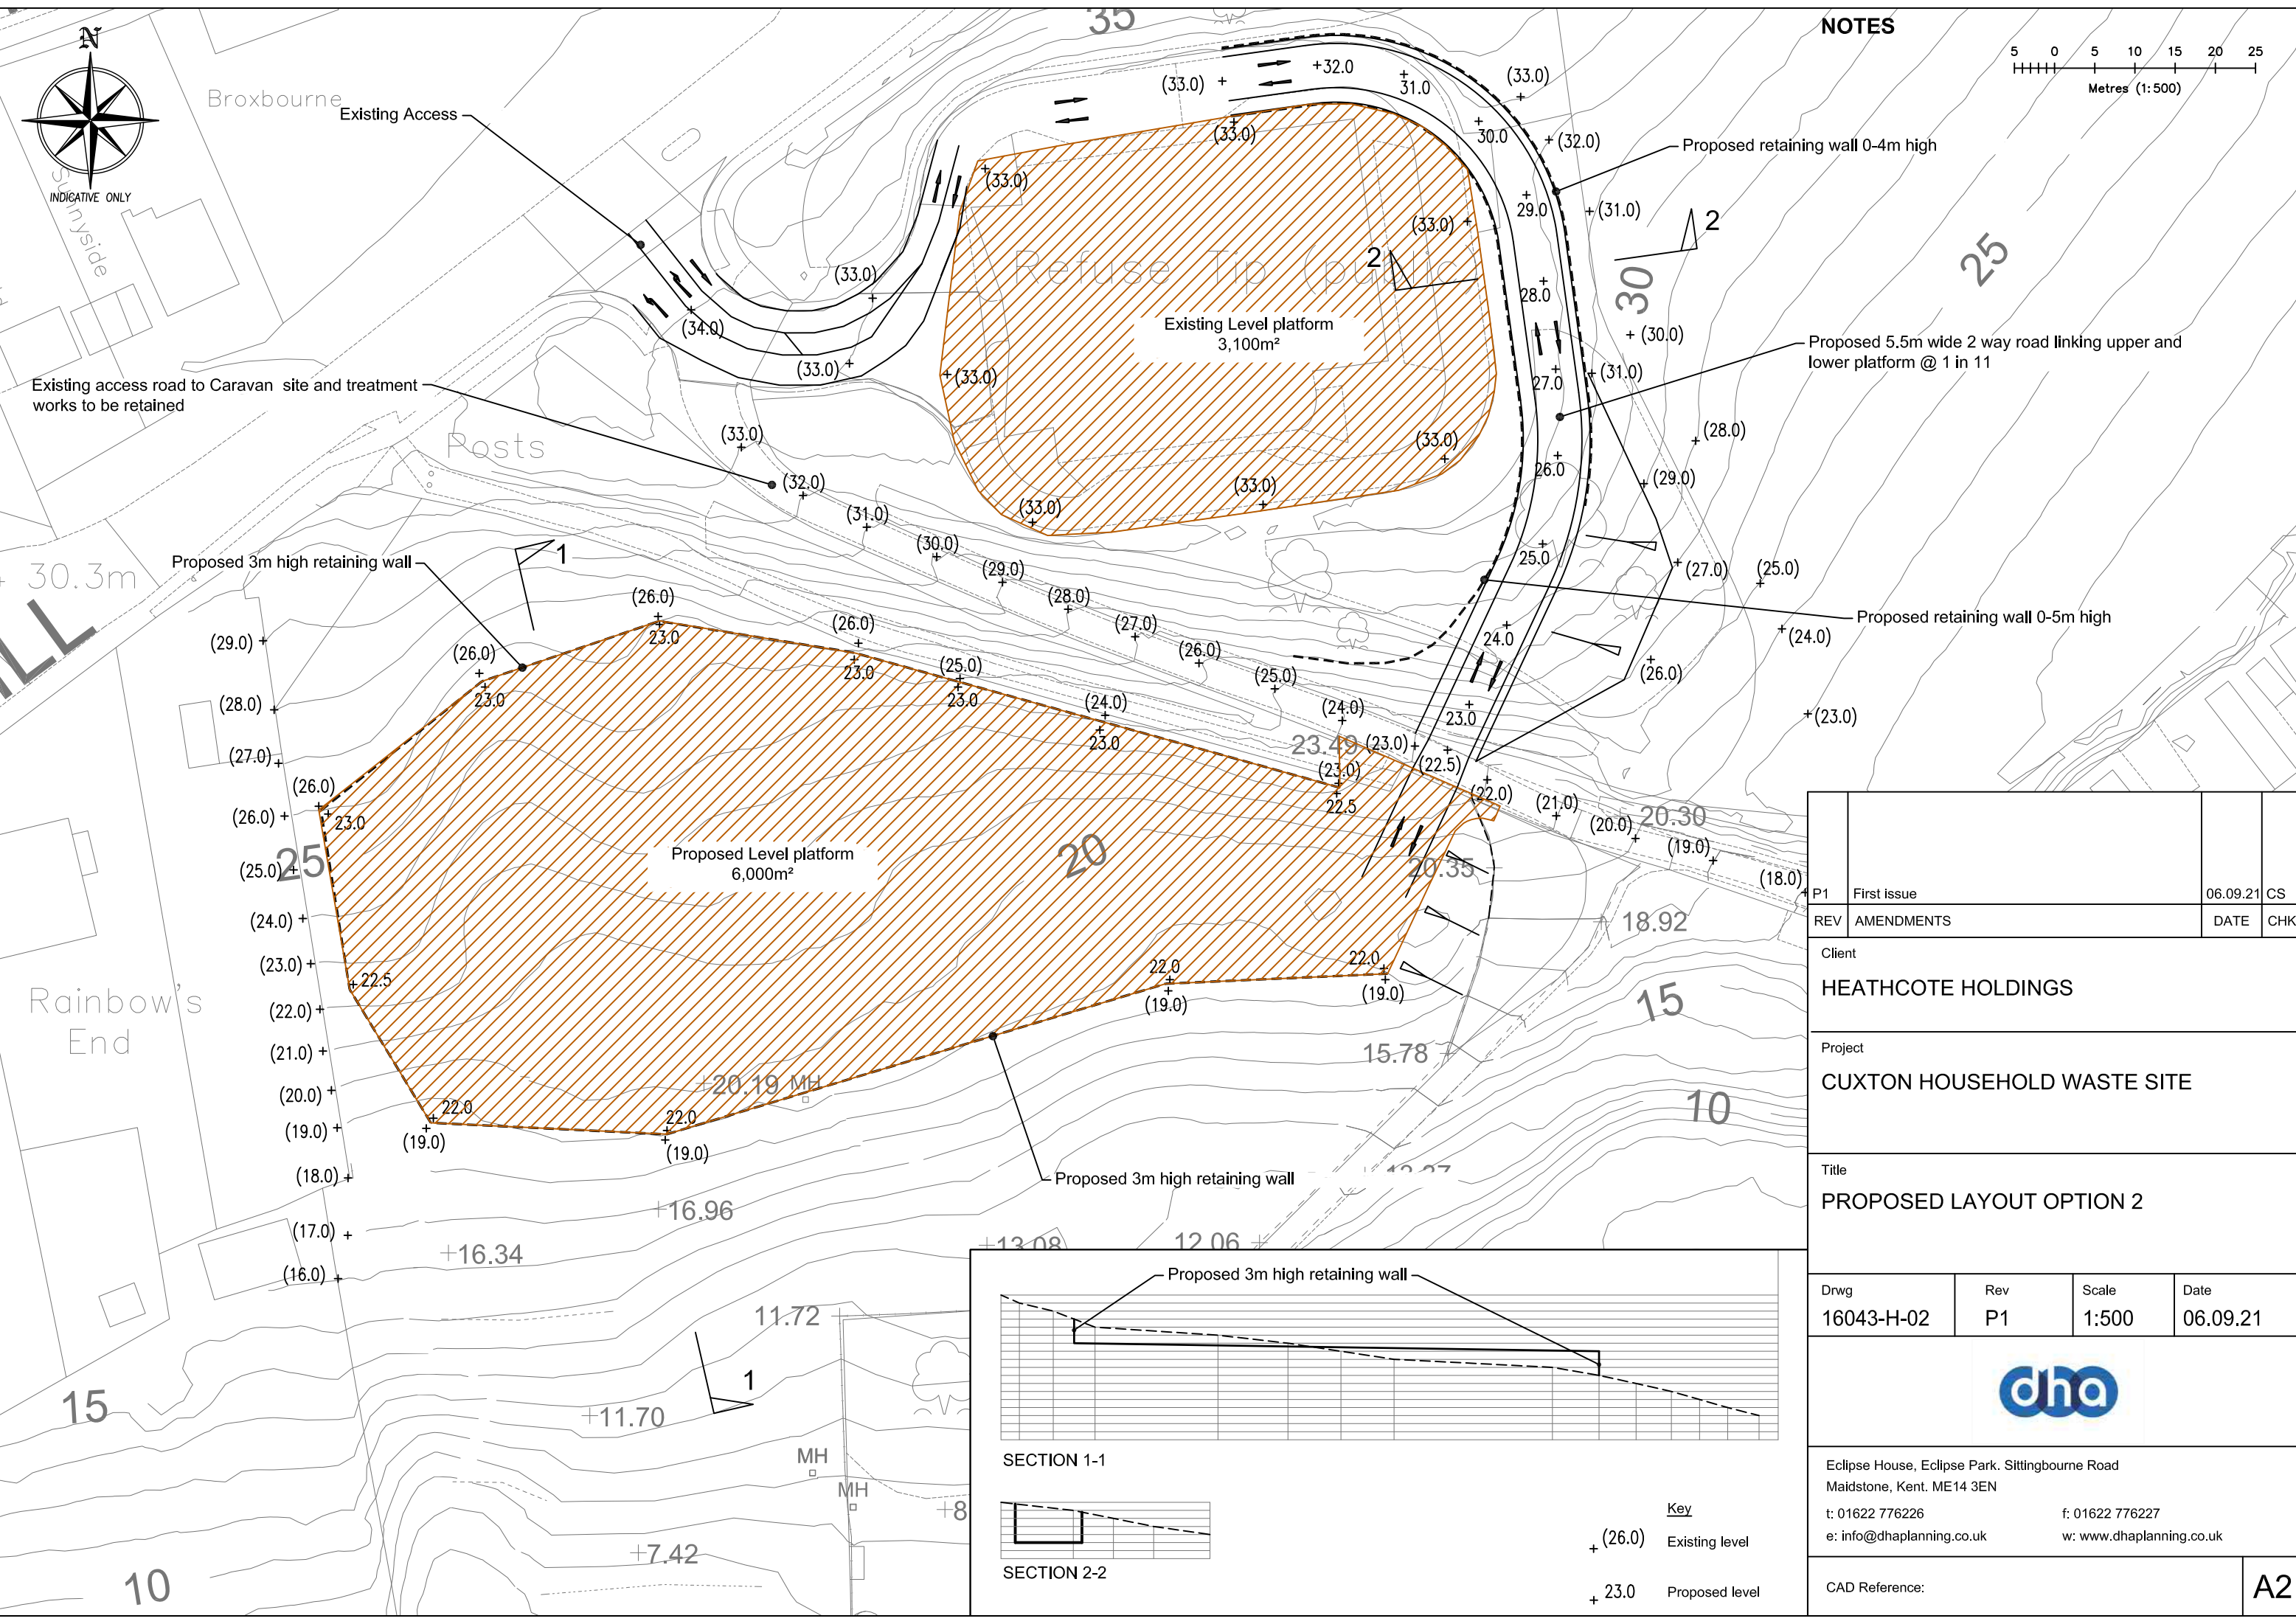 NOTES
5 0 5 10 15 20 25
Metres (1:500)
N
INDICATIVE ONLY
Broxbourne
Sunnyside
Existing Access
35
(33.0)
+32.0
31.0
(33.0)
(33.0)
30.0
(32.0)
Proposed retaining wall 0-4m high
(33.0)
29.0
(31.0)
(33.0)
2
2
25
(33.0)
Refuse Tip (public)
28.0
30
(34.0)
Existing Level platform
3,100m²
(30.0)
Proposed 5.5m wide 2 way road linking upper and
lower platform @ 1 in 11
(33.0)
(33.0)
27.0
(31.0)
Existing access road to Caravan site and treatment
works to be retained
Posts
(33.0)
(33.0)
(28.0)
26.0
(29.0)
(32.0)
(33.0)
(33.0)
(31.0)
(30.0)
25.0
(27.0)
(25.0)
Proposed 3m high retaining wall
1
30.3m
(29.0)
(28.0)
(26.0)
(27.0)
(26.0)
24.0
(24.0)
Proposed retaining wall 0-5m high
(29.0)
23.0
(26.0)
23.0
(25.0)
23.0
(26.0)
(25.0)
(26.0)
23.0
(28.0)
(24.0)
23.0
(24.0)
23.0
(23.0)
(27.0)
23.49
(23.0)
(22.5)
(26.0)
(23.0)
22.5
(22.0)
(21.0)
(26.0)
23.0
(20.0)
20.30
(19.0)
25
(25.0)
Proposed Level platform
6,000m²
20
20.35
(18.0)
(24.0)
18.92
(23.0)
22.5
22.0
22.0
(19.0)
(19.0)
15
Rainbow's
End
(22.0)
(21.0)
15.78
(20.0)
20.19 MH
22.0
22.0
10
(19.0)
(19.0)
(19.0)
(18.0)
Proposed 3m high retaining wall
16.96
(17.0)
16.34
13.08
12.06
(16.0)
11.72
1
15
11.70
MH
MH
7.42
10
Proposed 3m high retaining wall
SECTION 1-1
SECTION 2-2
Key
(26.0) Existing level
23.0 Proposed level
P1 First issue 06.09.21 CS
REV AMENDMENTS DATE CHK
Client
HEATHCOTE HOLDINGS
Project
CUXTON HOUSEHOLD WASTE SITE
Title
PROPOSED LAYOUT OPTION 2
Drwg Rev Scale Date
16043-H-02 P1 1:500 06.09.21
dha
Eclipse House, Eclipse Park. Sittingbourne Road
Maidstone, Kent. ME14 3EN
t: 01622 776226 f: 01622 776227
e: info@dhaplanning.co.uk w: www.dhaplanning.co.uk
CAD Reference:
A2